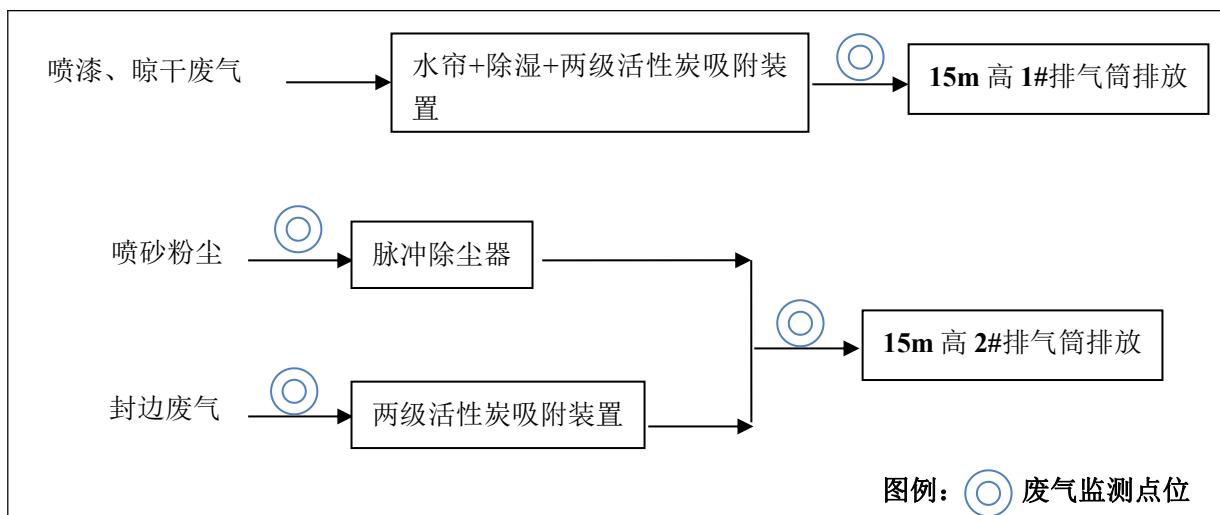 喷漆、晾干废气
水帘+除湿+两级活性炭吸附装
置
15m 高 1#排气筒排放
喷砂粉尘
脉冲除尘器
15m 高 2#排气筒排放
封边废气
两级活性炭吸附装置
图例： 废气监测点位